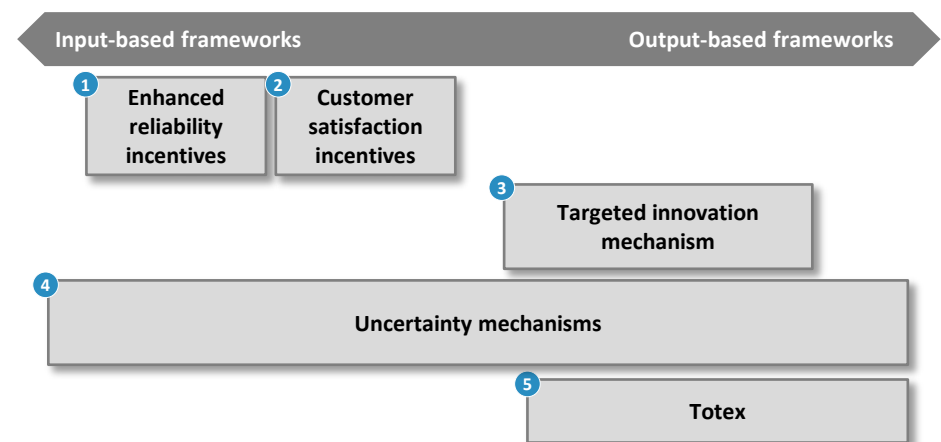 Input-based frameworks
Output-based frameworks
1
Enhanced
reliability
incentives
2
Customer
satisfaction
incentives
3
Targeted innovation
mechanism
4
Uncertainty mechanisms
5
Totex